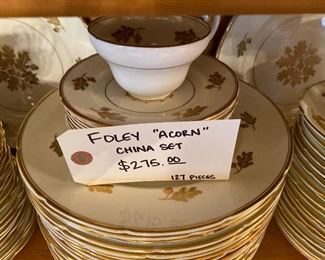 FOLEY "ACORN"
CHINA SET
$275.00
127 PIECES